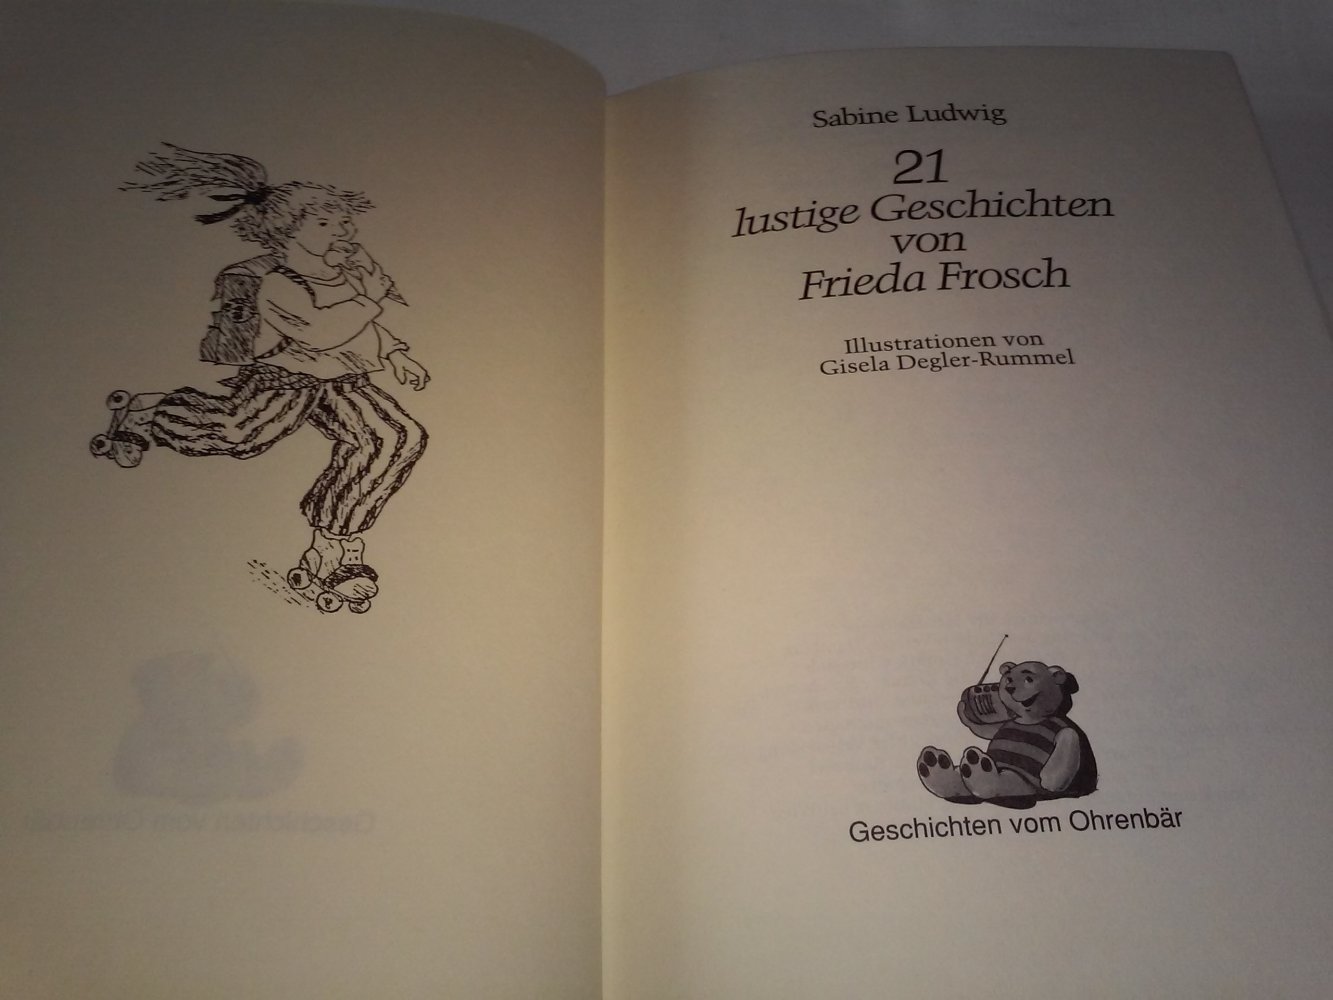 Sabine Ludwig
21
lustige Geschichten
von
Frieda Frosch
Illustrationen von
Gisela Degler-Rummel
Geschichten vom Ohrenbär